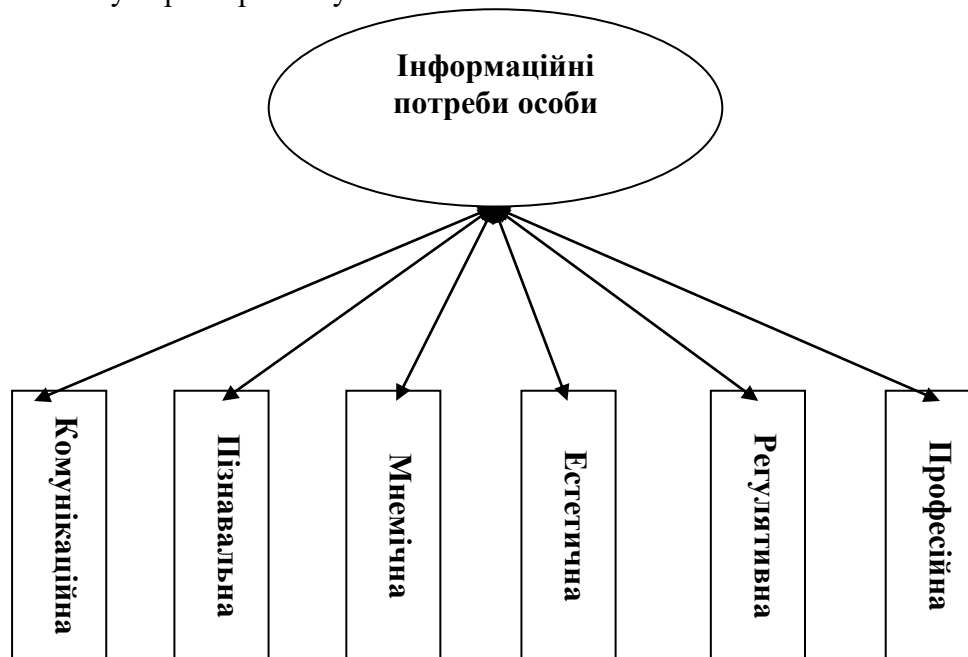 Інформаційні
потреби особи
Комунікаційна
Пізнавальна
Мнемічна
Естетична
Регулятивна
Професійна